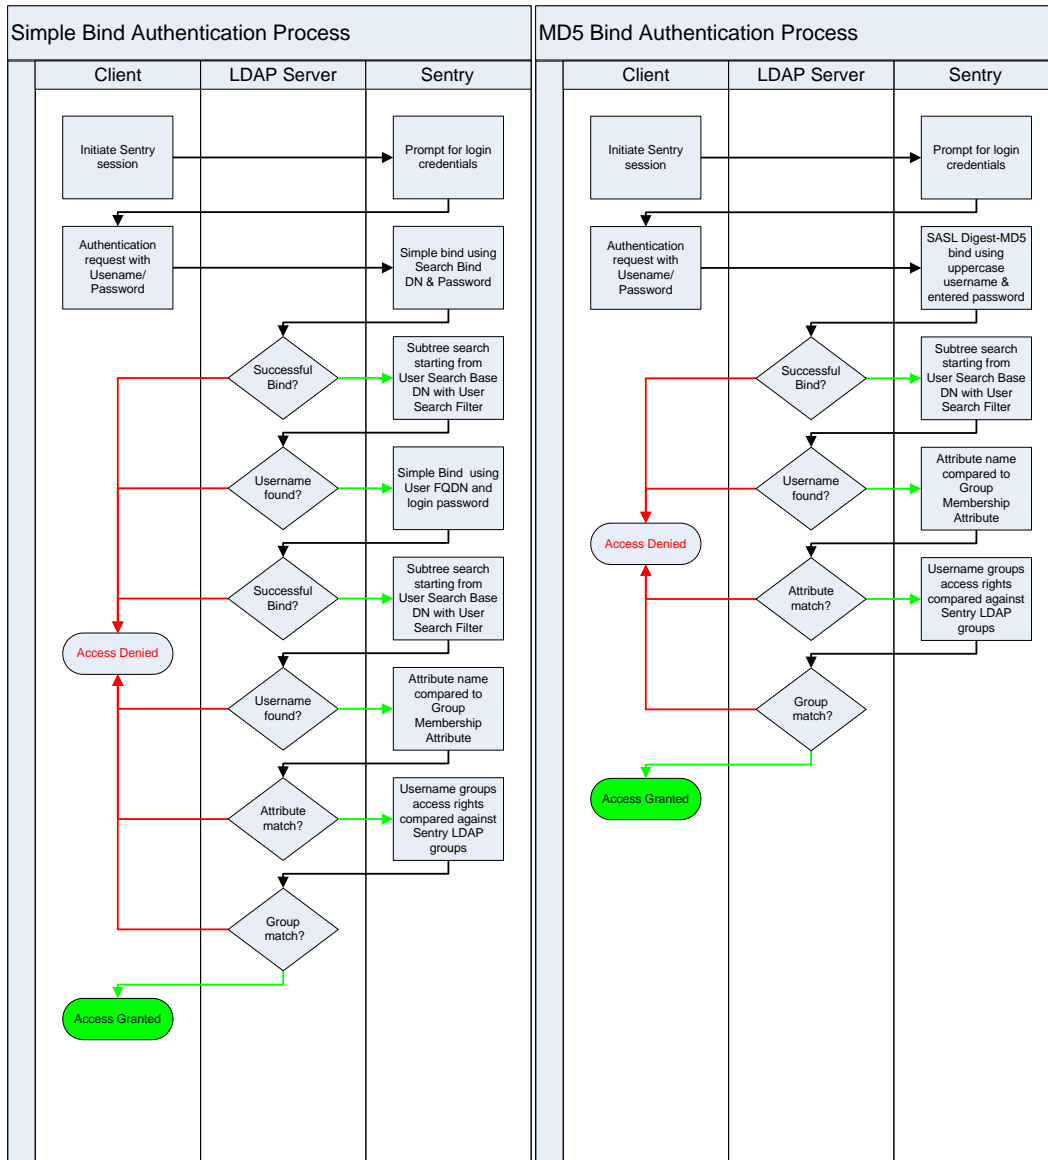 Simple Bind Authentication Process
Client
LDAP Server
Sentry
Initiate Sentry
session
Prompt for login
credentials
Authentication
request with
Usename/
Password
Simple bind using
Search Bind
DN & Password
Successful
Bind?
Subtree search
starting from
User Search Base
DN with User
Search Filter
Username
found?
Simple Bind  using
User FQDN and
login password
Successful
Bind?
Subtree search
starting from
User Search Base
DN with User
Search Filter
Access Denied
Username
found?
Attribute name
compared to
Group
Membership
Attribute
Attribute
match?
Username groups
access rights
compared against
Sentry LDAP
groups
Group
match?
Access Granted
MD5 Bind Authentication Process
Client
LDAP Server
Sentry
Initiate Sentry
session
Prompt for login
credentials
Authentication
request with
Usename/
Password
SASL Digest-MD5
bind using
uppercase
username &
entered password
Successful
Bind?
Subtree search
starting from
User Search Base
DN with User
Search Filter
Username
found?
Attribute name
compared to
Group
Membership
Attribute
Access Denied
Attribute
match?
Username groups
access rights
compared against
Sentry LDAP
groups
Group
match?
Access Granted